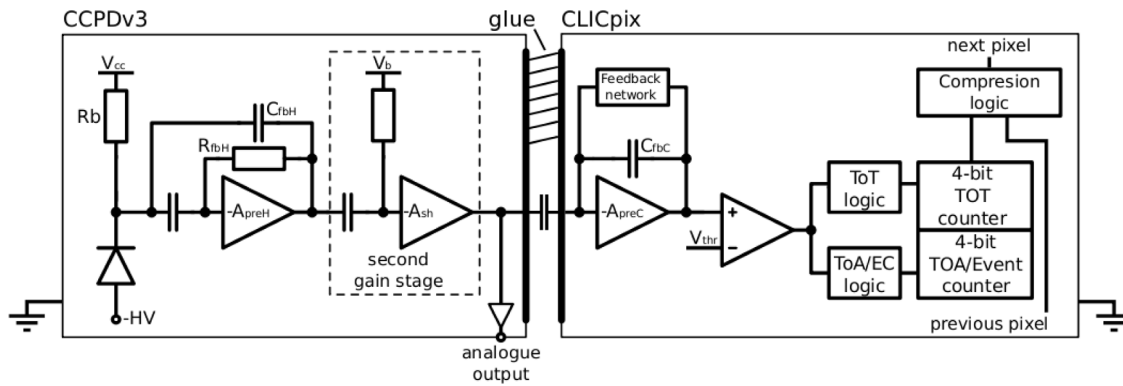 CCPDv3
glue
CLICpix
Vcc
Rb
CfbH
RfbH
-ApreH
-HV
Vb
-Ash
second
gain stage
analogue
output
Feedback
network
CfbC
-ApreC
Vthr
+
−
ToT
logic
ToA/EC
logic
next pixel
Compresion
logic
4-bit
TOT
counter
4-bit
TOA/Event
counter
previous pixel